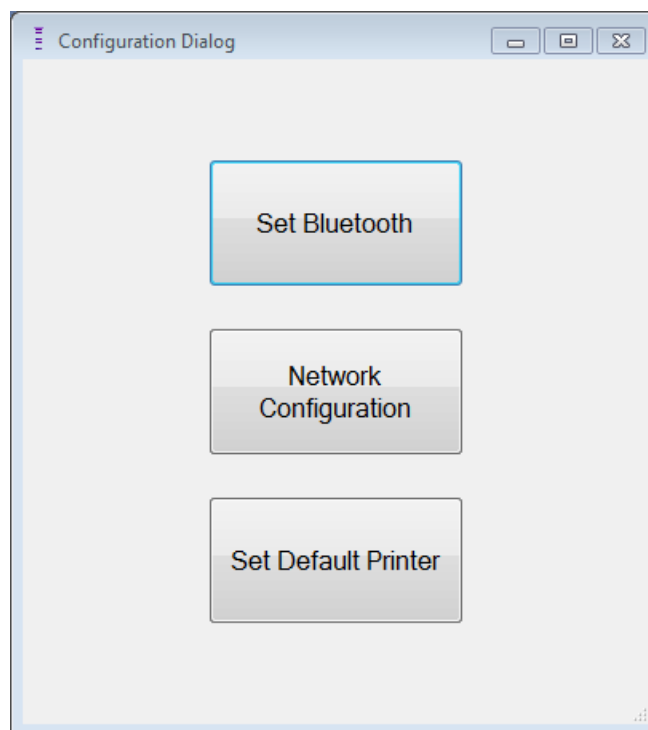 Configuration Dialog
Set Bluetooth
Network
Configuration
Set Default Printer